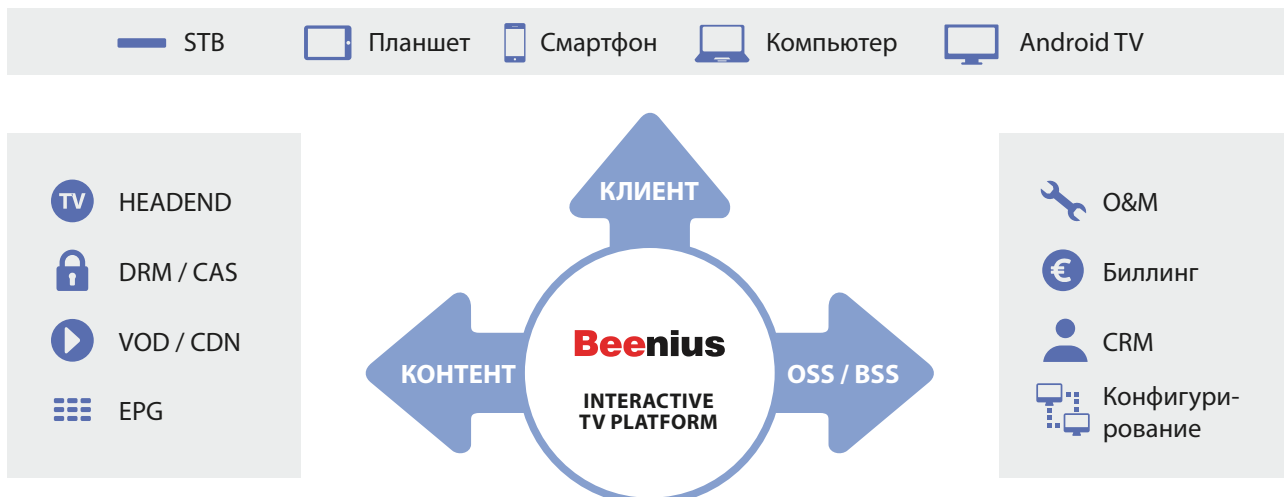 STB
Планшет
Смартфон
Компьютер
Android TV
TV HEADEND
DRM / CAS
VOD / CDN
EPG
КЛИЕНТ
КОНТЕНТ
Beenius
INTERACTIVE
TV PLATFORM
OSS / BSS
O&M
€ Биллинг
CRM
Конфигури-
рование